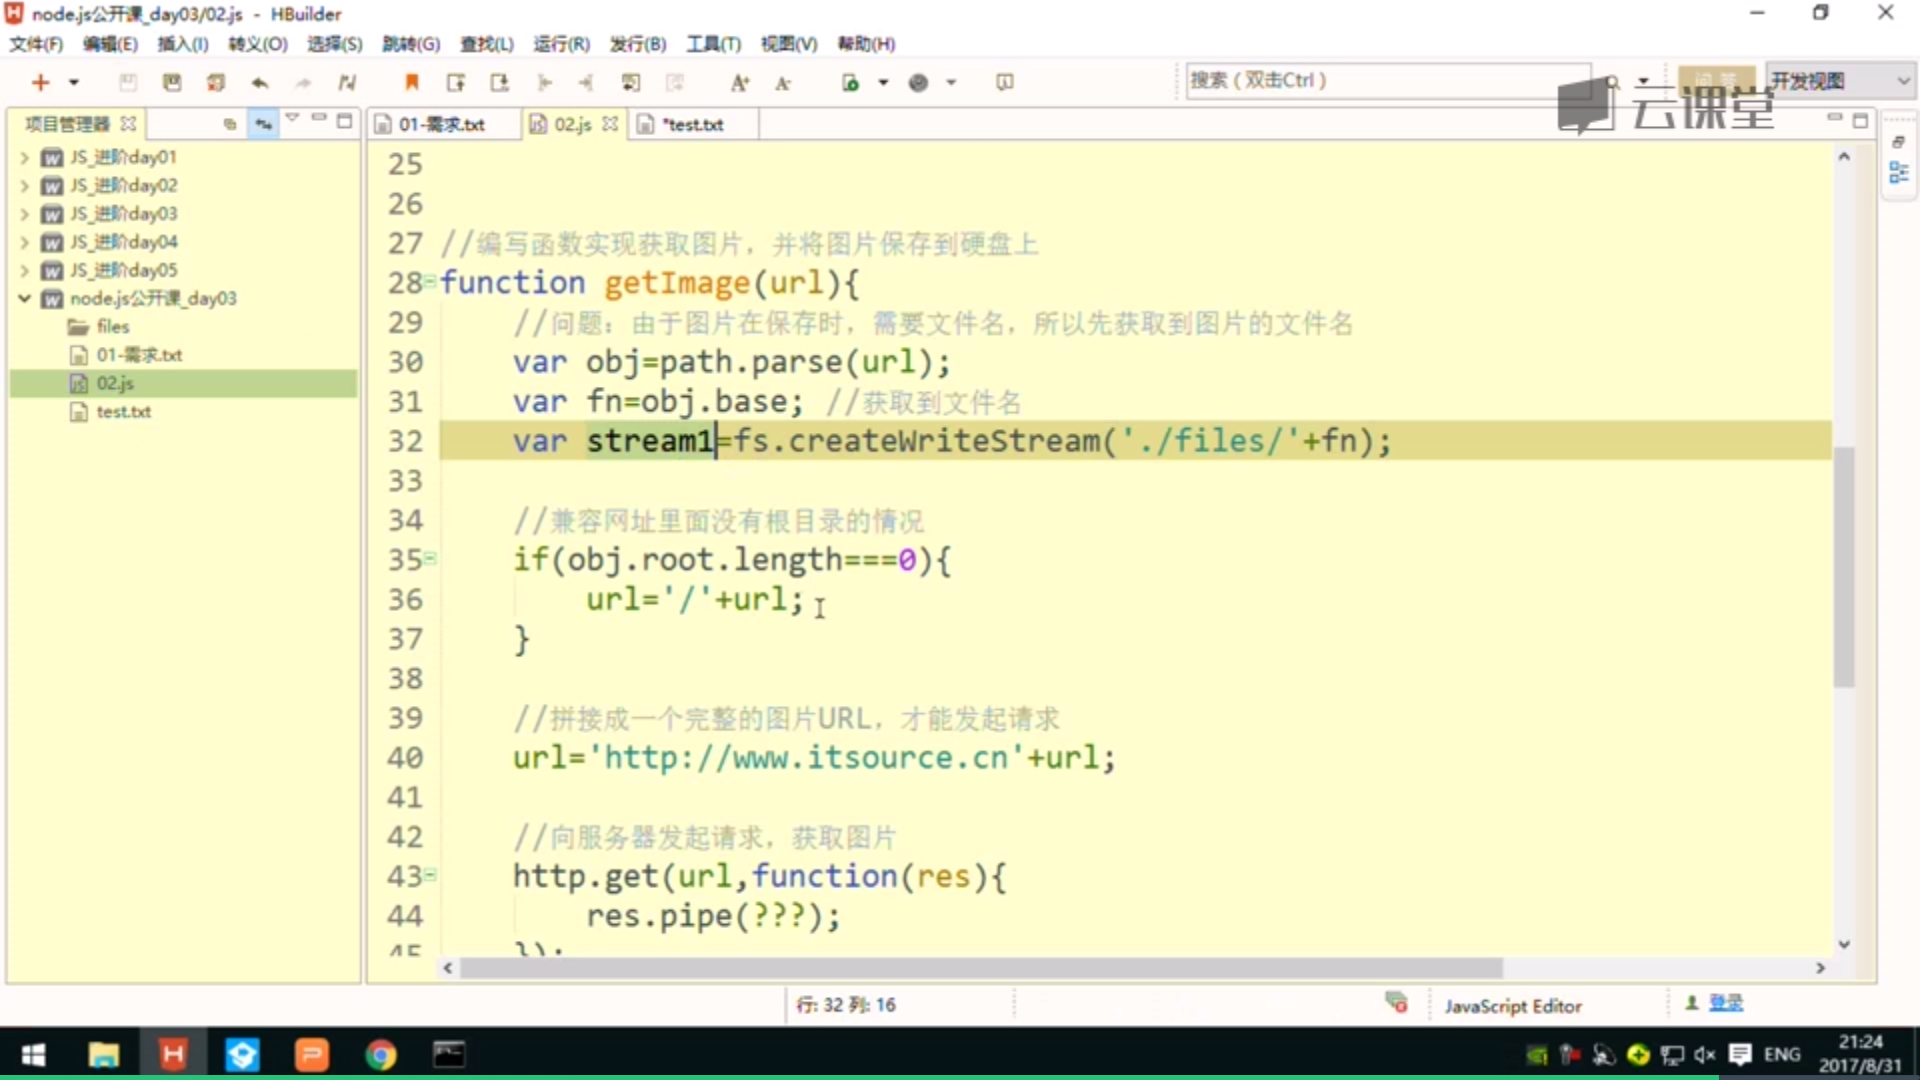 node.js公开课_day03/02.js - HBuilder
文件(F) 编辑(E) 插入(I) 转义(O) 选择(S) 跳转(G) 查找(L) 运行(R) 发行(B) 工具(T) 视图(V) 帮助(H)
搜索（双击Ctrl）
问答
开发视图
云课堂
项目管理器
01-需求.txt
02.js
*test.txt
JS_进阶day01
JS_进阶day02
JS_进阶day03
JS_进阶day04
JS_进阶day05
node.js公开课_day03
files
01-需求.txt
02.js
test.txt
25
26
27 //编写函数实现获取图片，并将图片保存到硬盘上
28 function getImage(url){
29 //问题：由于图片在保存时，需要文件名，所以先获取到图片的文件名
30 var obj=path.parse(url);
31 var fn=obj.base; //获取到文件名
32 var stream1=fs.createWriteStream('./files/'+fn);
33
34 //兼容网址里面没有根目录的情况
35 if(obj.root.length===0){
36 url='/'+url;
37 }
38
39 //拼接成一个完整的图片URL，才能发起请求
40 url='http://www.itsource.cn'+url;
41
42 //向服务器发起请求，获取图片
43 http.get(url,function(res){
44 res.pipe(???);
45 });
行: 32 列: 16
JavaScript Editor
登录
ENG
21:24
2017/8/31